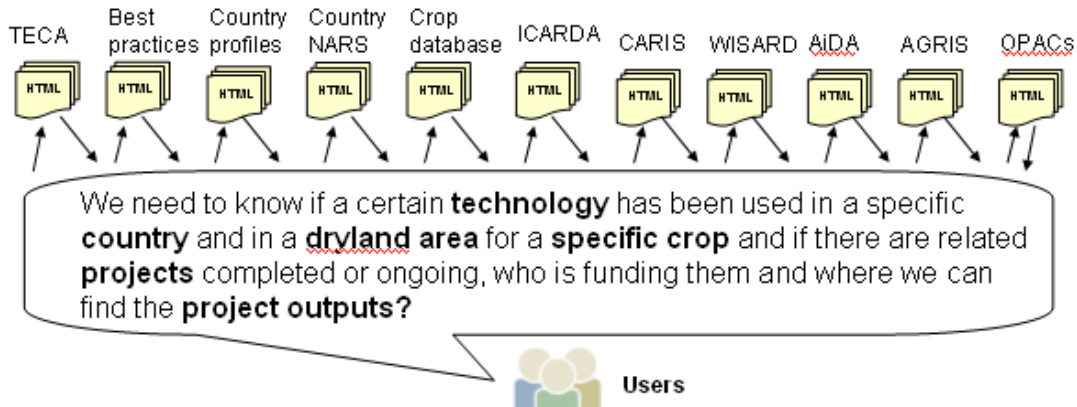 TECA
Best
practices
Country
profiles
Country
NARS
Crop
database
ICARDA
CARIS
WISARD
AiDA
AGRIS
OPACs
HTML
HTML
HTML
HTML
HTML
HTML
HTML
HTML
HTML
HTML
HTML
We need to know if a certain technology has been used in a specific
country and in a dryland area for a specific crop and if there are related
projects completed or ongoing, who is funding them and where we can
find the project outputs?
Users